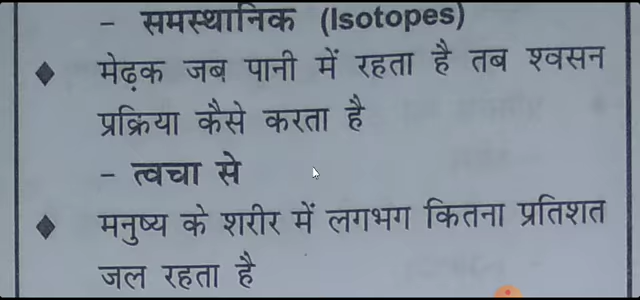 - समस्थानिक (Isotopes)
◆ मेढ़क जब पानी में रहता है तब श्वसन
प्रक्रिया कैसे करता है
- त्वचा से
◆ मनुष्य के शरीर में लगभग कितना प्रतिशत
जल रहता है